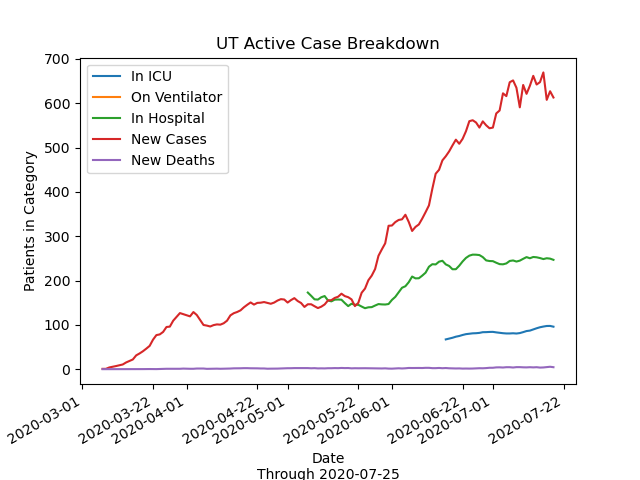 UT Active Case Breakdown
In ICU
On Ventilator
In Hospital
New Cases
New Deaths
Patients in Category
700
600
500
400
300
200
100
0
2020-03-01
2020-03-22
2020-04-01
2020-04-22
2020-05-01
2020-05-22
2020-06-01
2020-06-22
2020-07-01
2020-07-22
Date
Through 2020-07-25